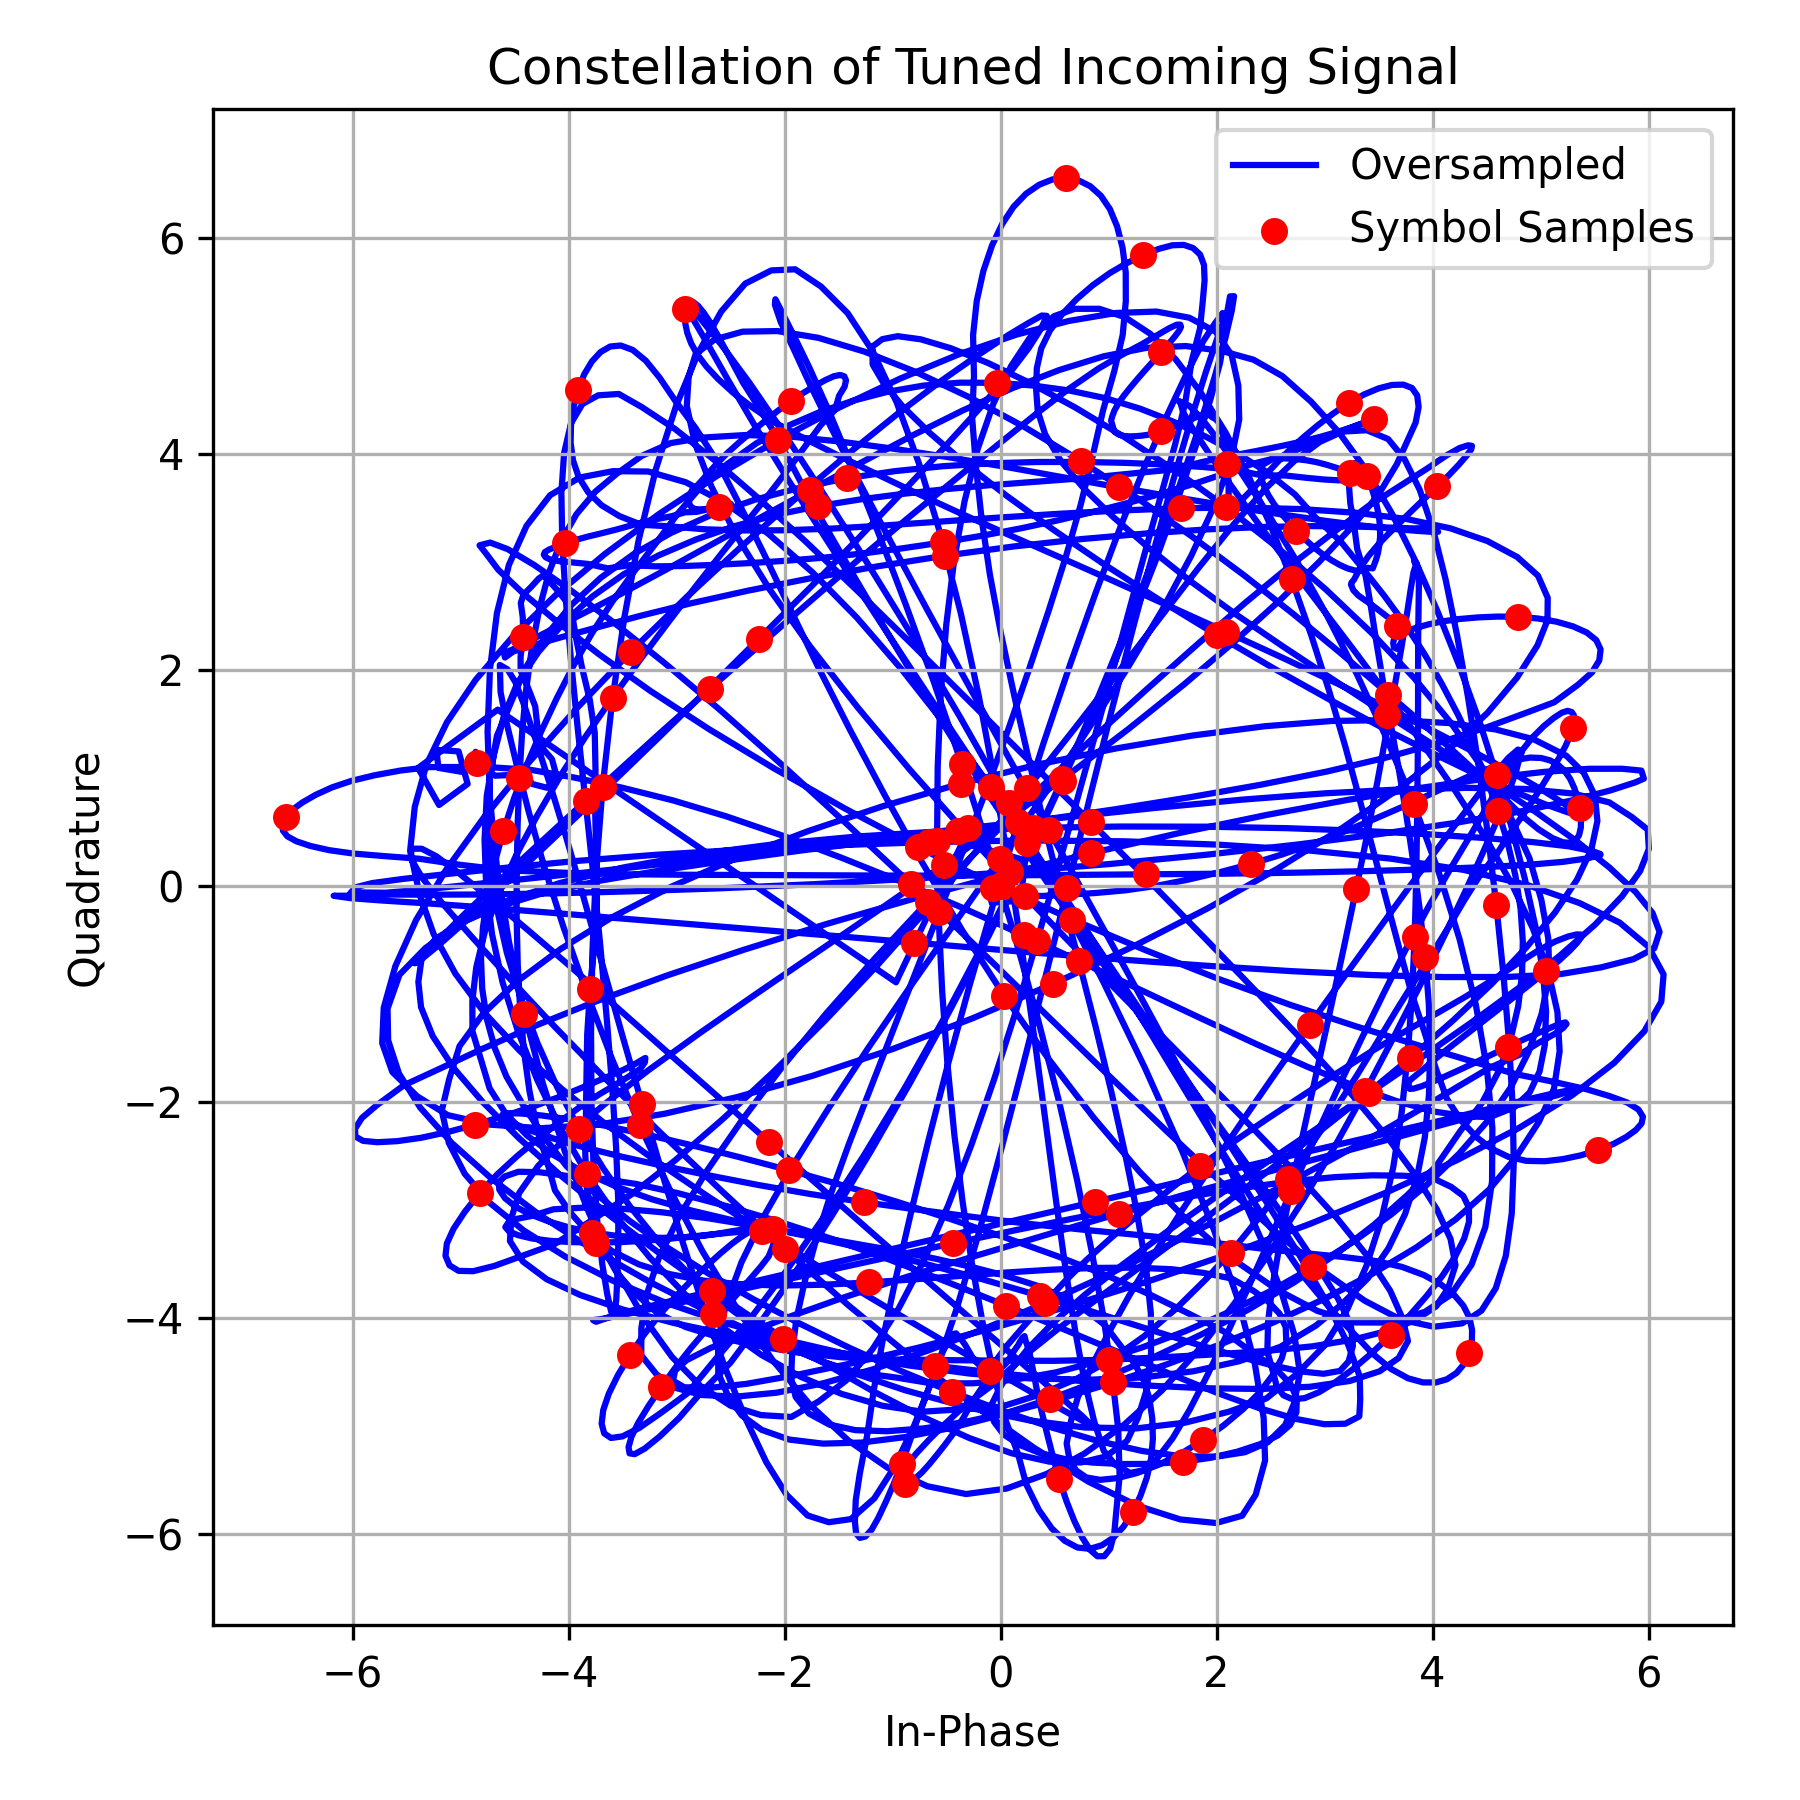 Constellation of Tuned Incoming Signal
Oversampled
Symbol Samples
6
4
2
0
−2
−4
−6
Quadrature
−6 −4 −2 0 2 4 6
In-Phase